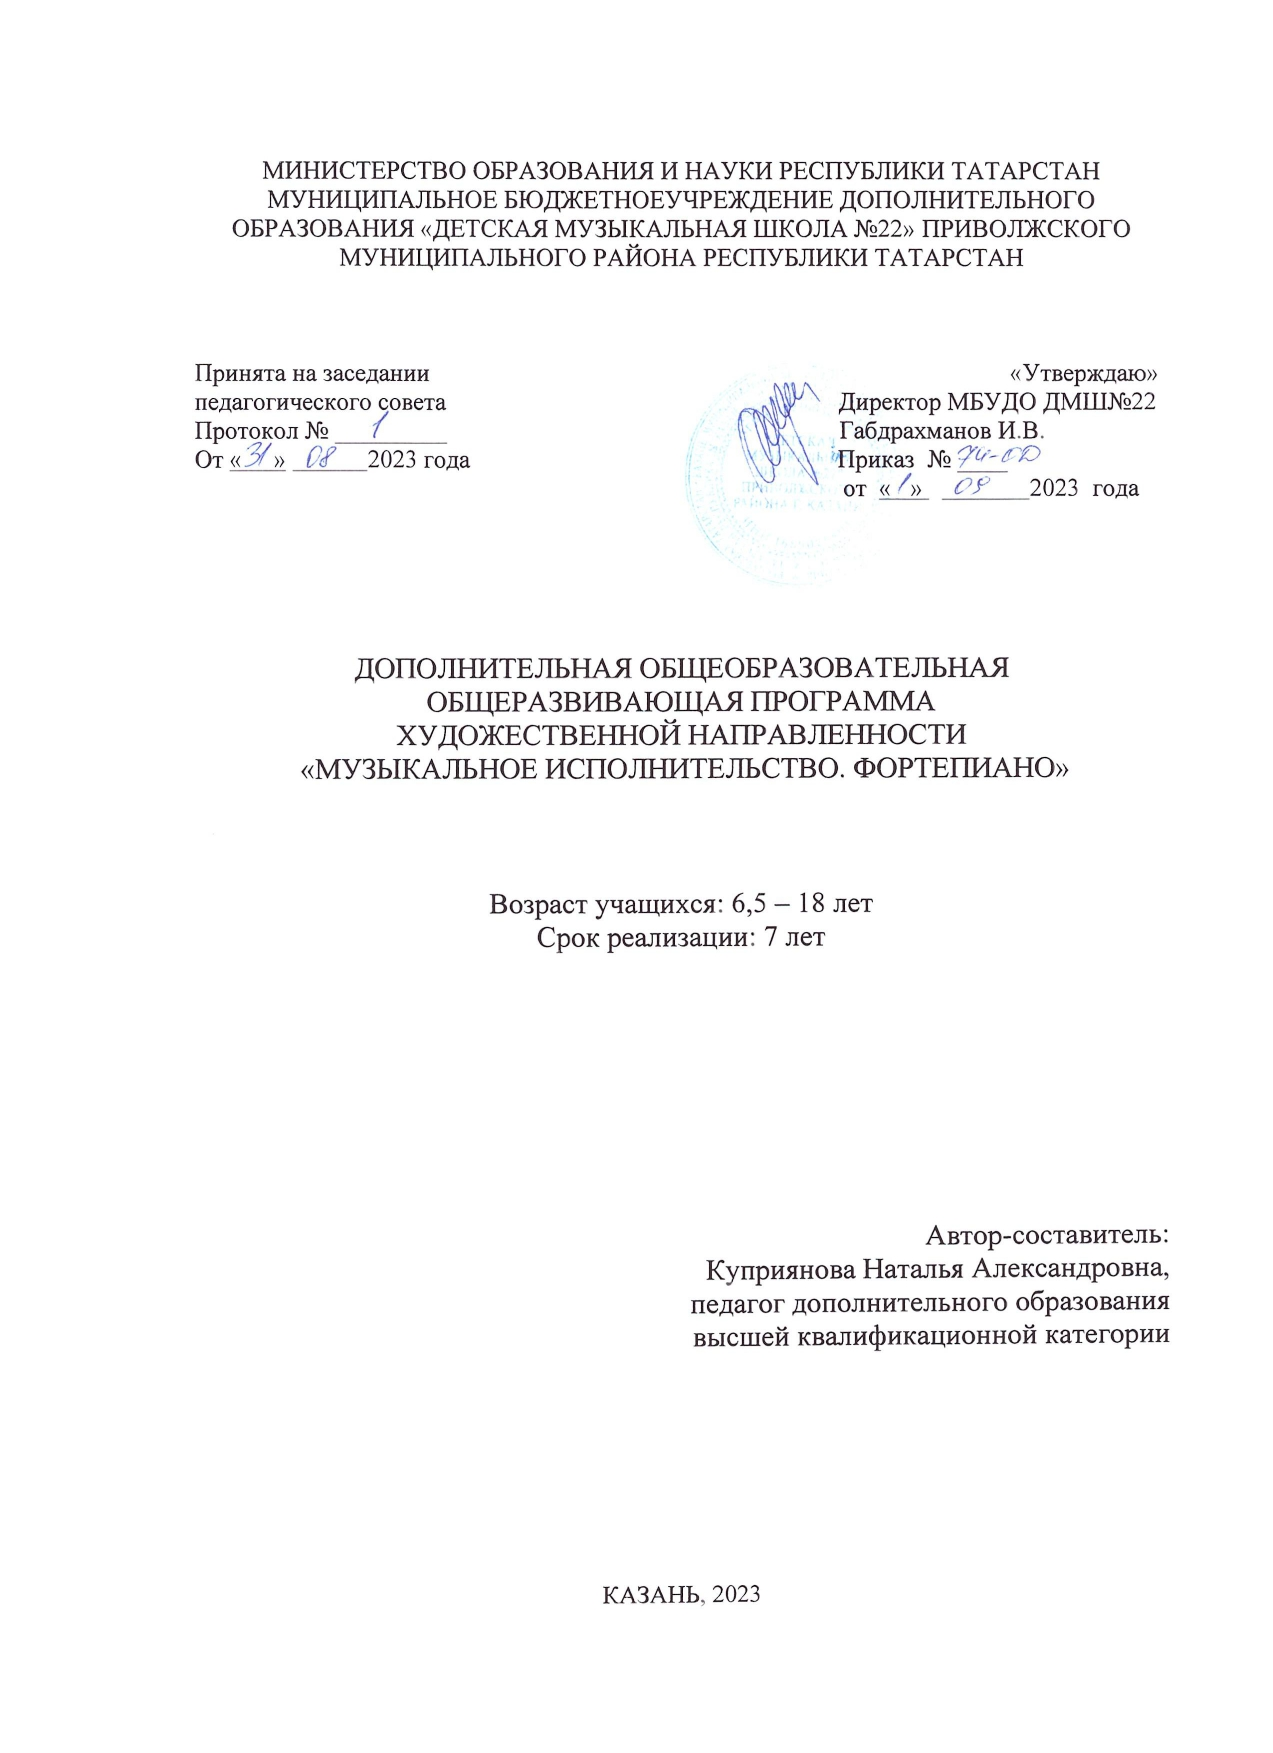 МИНИСТЕРСТВО ОБРАЗОВАНИЯ И НАУКИ РЕСПУБЛИКИ ТАТАРСТАН
МУНИЦИПАЛЬНОЕ БЮДЖЕТНОЕУЧРЕЖДЕНИЕ ДОПОЛНИТЕЛЬНОГО
ОБРАЗОВАНИЯ «ДЕТСКАЯ МУЗЫКАЛЬНАЯ ШКОЛА №22» ПРИВОЛЖСКОГО
МУНИЦИПАЛЬНОГО РАЙОНА РЕСПУБЛИКИ ТАТАРСТАН
Принята на заседании
педагогического совета
Протокол № 1
От «31» 08 2023 года
«Утверждаю»
Директор МБУДО ДМШ№22
Габдрахманов И.В.
Приказ №
от «1» 2023 года
ДОПОЛНИТЕЛЬНАЯ ОБЩЕОБРАЗОВАТЕЛЬНАЯ
ОБЩЕРАЗВИВАЮЩАЯ ПРОГРАММА
ХУДОЖЕСТВЕННОЙ НАПРАВЛЕННОСТИ
«МУЗЫКАЛЬНОЕ ИСПОЛНИТЕЛЬСТВО. ФОРТЕПИАНО»
Возраст учащихся: 6,5 – 18 лет
Срок реализации: 7 лет
Автор-составитель:
Куприянова Наталья Александровна,
педагог дополнительного образования
высшей квалификационной категории
КАЗАНЬ, 2023